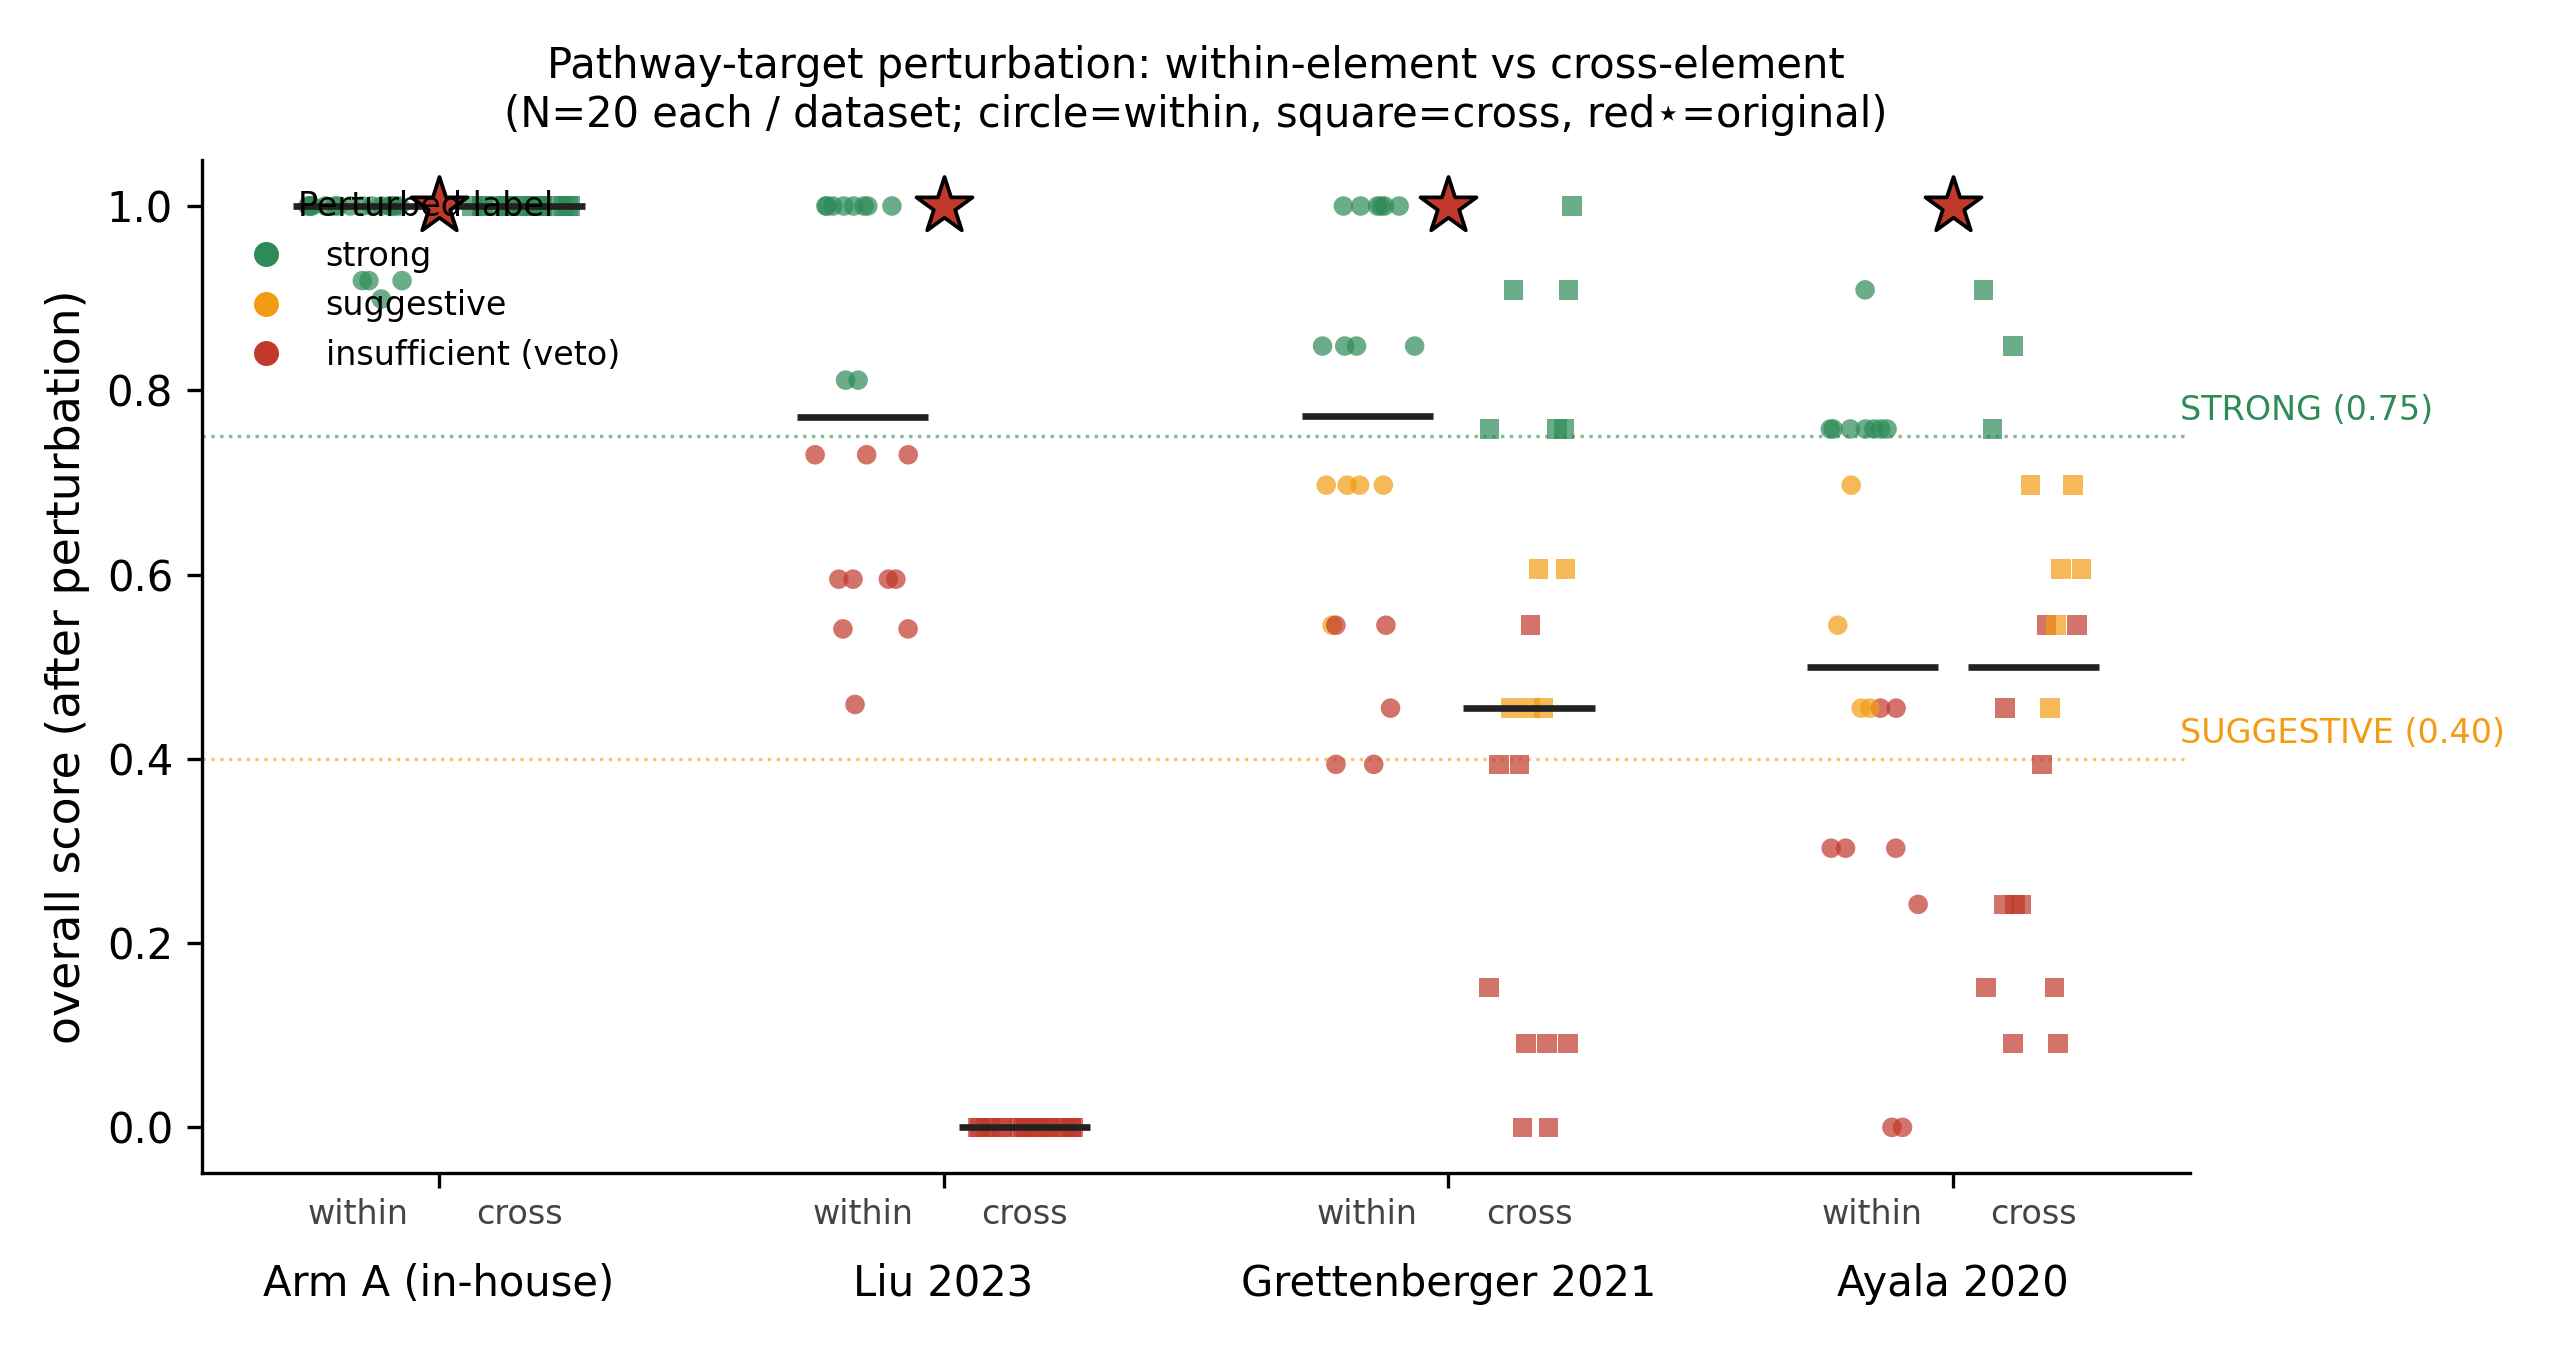 Pathway-target perturbation: within-element vs cross-element
(N=20 each / dataset; circle=within, square=cross, red⋆=original)
overall score (after perturbation)
1.0
0.8
0.6
0.4
0.2
0.0
Perturbed label
strong
suggestive
insufficient (veto)
STRONG (0.75)
SUGGESTIVE (0.40)
within cross within cross within cross within cross
Arm A (in-house) Liu 2023 Grettenberger 2021 Ayala 2020